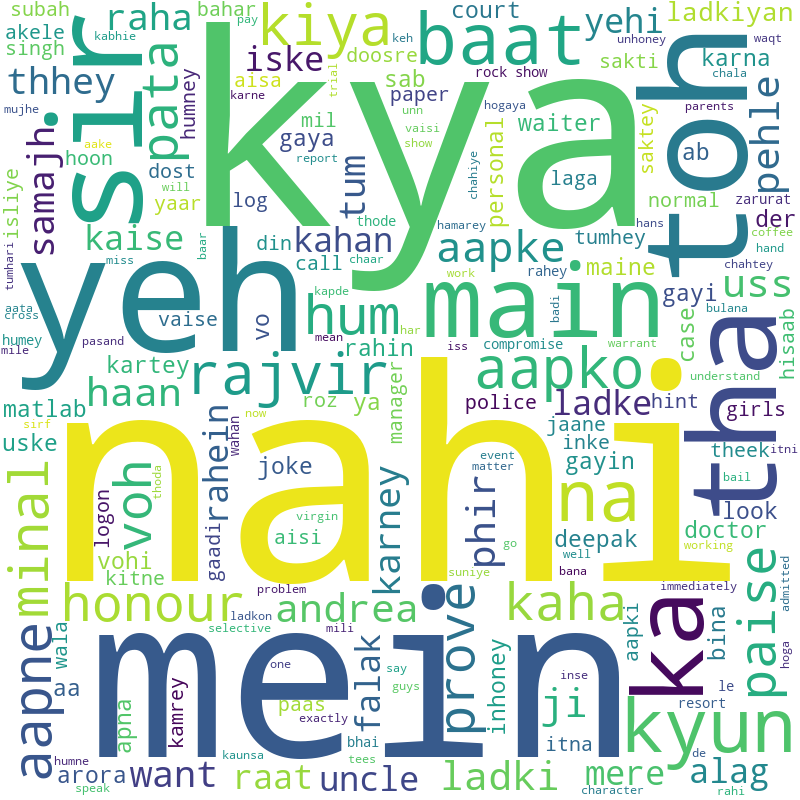 subah
bahar
raha
kiya
baat
court
yehi
ladkiyan
akele
singh
kabhie
pay
keh
unhoney
waqt
iske
doosre
sakti
karna
thhey
pata
humney
aisa
sab
rock show
chala
mujhe
karne
trial
paper
hogaya
parents
sir
kya
toh
pehle
aake
mil
unn
vaisi
samajh
hoon
gaya
show
waiter
saktey
ab
isliye
dost
will
report
tum
personal
chahiye
laga
yaar
log
normal
zarurat
thode
hamarey
hans
der
tumhari
kaise
baar
din
kahan
aapke
tumhey
coffee
hand
miss
call
chaar
rahey
maine
chahtey
aata
cross
yeh
vaise
vo
kapde
hum
work
main
badi
gayi
bulana
uss
hisaab
humey
mile
pasand
mean
har
rahin
iss
compromise
case
warrant
kartey
rajvir
aapko
understand
haan
matlab
roz
ya
manager
police
ladke
hint
tha
girls
sirf
now
wahan
jaane
inke
theek
itni
uske
nahi
minal
logon
voh
thoda
rahein
joke
karney
phir
event
matter
na
gayin
bail
look
vohi
kitne
gaadi
aisi
virgin
go
deepak
well
doctor
working
problem
suniye
bana
immediately
admitted
honour
ladkon
selective
andrea
mili
prove
kaha
ka
aapki
bina
paise
aapne
wala
mein
one
falak
say
guys
inhoney
inse
hoga
aa
apna
kamrey
paas
exactly
ji
le
resort
kyun
humne
kaunsa
bhai
itna
de
arora
speak
want
raat
uncle
tees
ladki
mere
character
alag
rahi